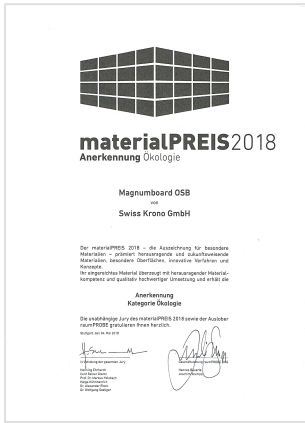 materialPREIS2018
Anerkennung Ökologie
Magnumboard OSB
von
Swiss Krono GmbH
Der materialPREIS 2018 – die Auszeichnung für besondere
Materialien – prämiert herausragende und zukunftsweisende
Materialien, besondere Oberflächen, innovative Verfahren und
Konzepte.
Ihr eingereichtes Material überzeugt mit herausragender Material-
kompetenz und qualitativ hochwertiger Umsetzung und erhält die
Anerkennung
Kategorie Ökologie
Die unabhängige Jury des materialPREIS 2018 sowie der Auslober
raumPROBE gratulieren Ihnen herzlich.
Stuttgart, den 04. Mai 2018